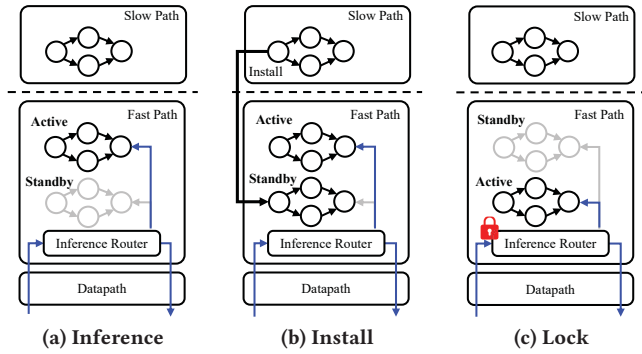 Slow Path
Fast Path
Active
Standby
Inference Router
Datapath
(a) Inference
Slow Path
Install
Fast Path
Active
Standby
Inference Router
Datapath
(b) Install
Slow Path
Fast Path
Standby
Active
Inference Router
Datapath
(c) Lock